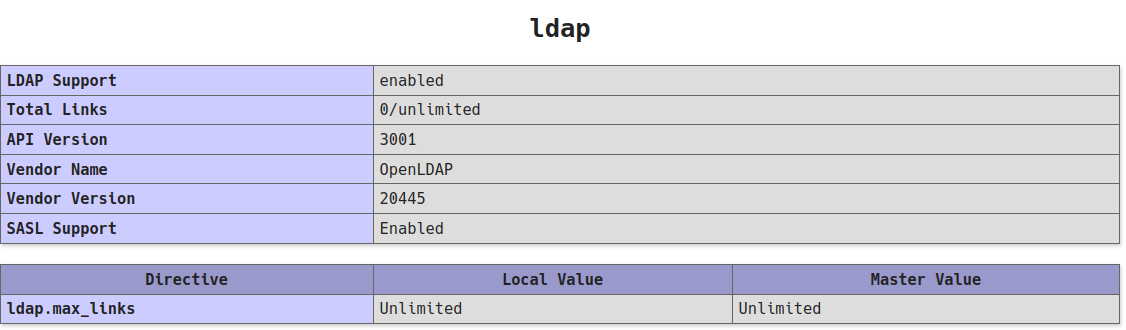 ldap
LDAP Support enabled
Total Links 0/unlimited
API Version 3001
Vendor Name OpenLDAP
Vendor Version 20445
SASL Support Enabled
Directive Local Value Master Value
ldap.max_links Unlimited Unlimited